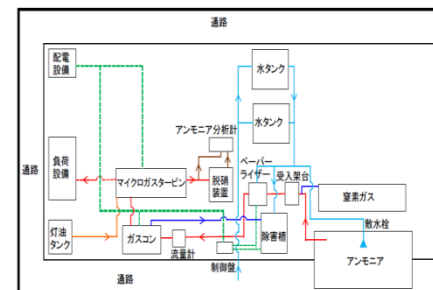 通路
配電
設備
水タンク
水タンク
アンモニア分析計
通路
負荷
設備
マイクロガスタービン
脱硝
装置
ベーパー
ライザー
受入架台
窒素ガス
通路
灯油
タンク
ガスコン
流量計
制御盤
除害槽
散水栓
アンモニア
通路